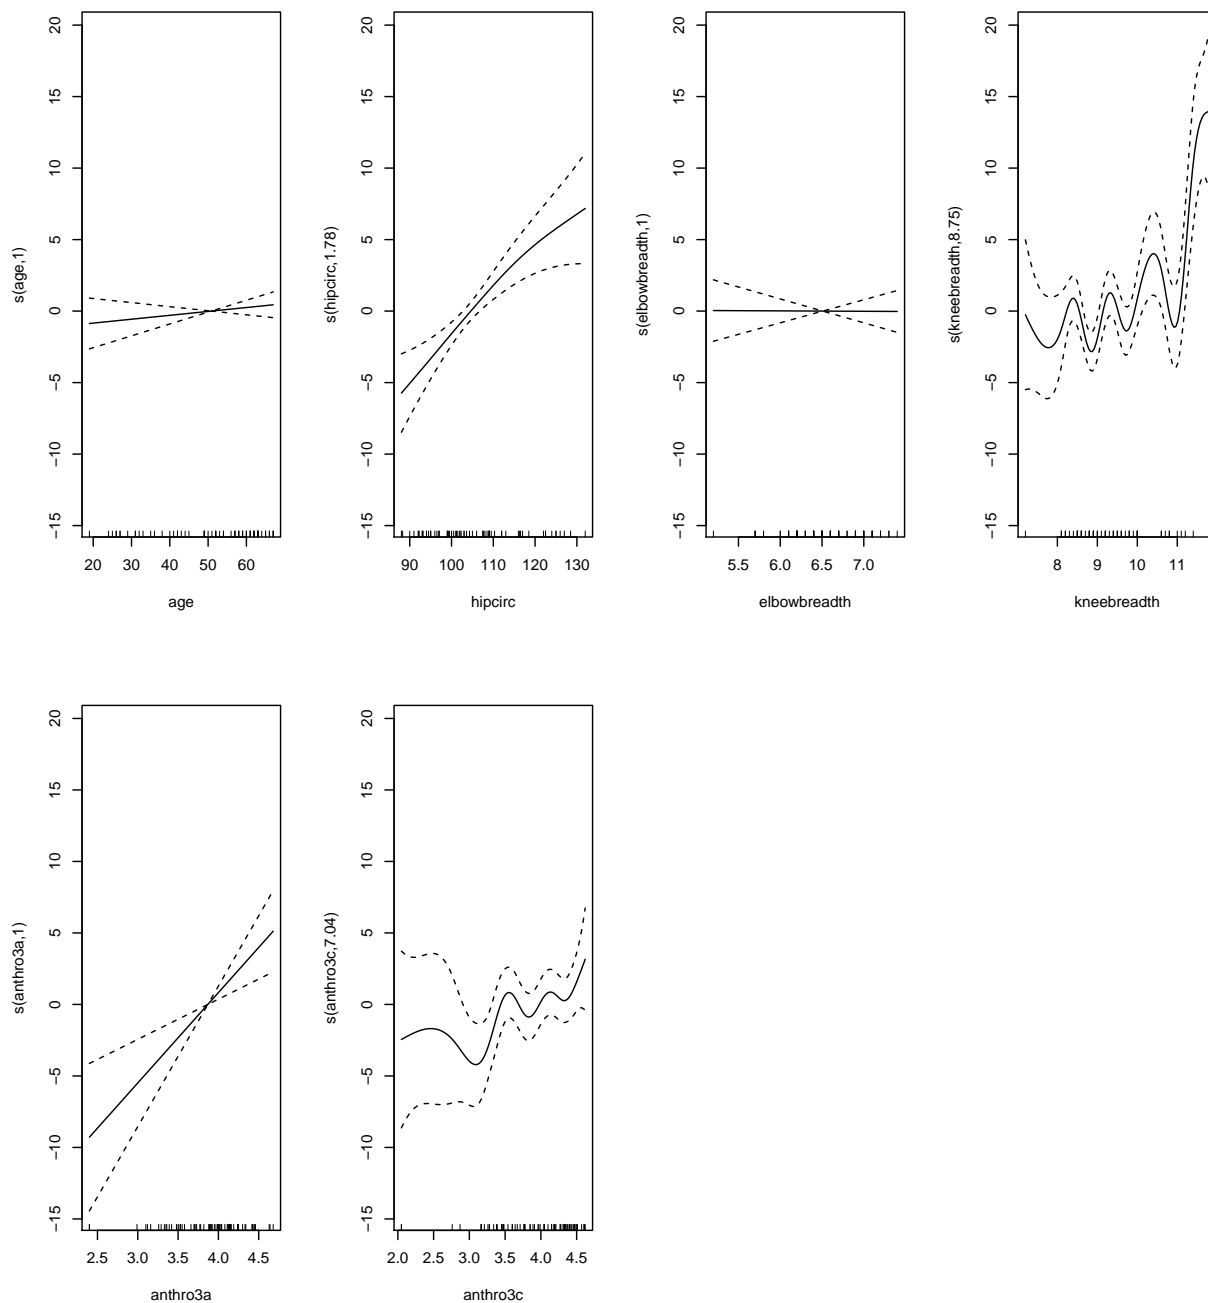 20
15
10
5
0
−5
−10
−15
s(age,1)
20 30 40 50 60
age
20
15
10
5
0
−5
−10
−15
s(hipcirc,1.78)
90 100 110 120 130
hipcirc
20
15
10
5
0
−5
−10
−15
s(elbowbreadth,1)
5.5 6.0 6.5 7.0
elbowbreadth
20
15
10
5
0
−5
−10
−15
s(kneebreadth,8.75)
8 9 10 11
kneebreadth
20
15
10
5
0
−5
−10
−15
s(anthro3a,1)
2.5 3.0 3.5 4.0 4.5
anthro3a
20
15
10
5
0
−5
−10
−15
s(anthro3c,7.04)
2.0 2.5 3.0 3.5 4.0 4.5
anthro3c